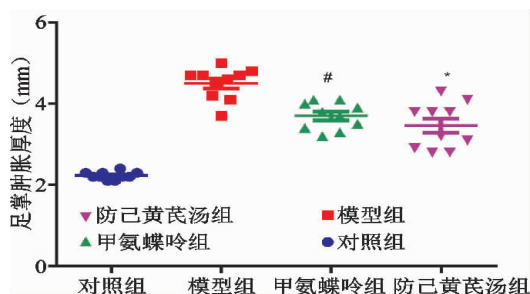 足掌肿胀厚度（mm）
6
4
2
0
#
*
防己黄芪汤组
模型组
甲氨蝶呤组
对照组
对照组
模型组
甲氨蝶呤组
防己黄芪汤组